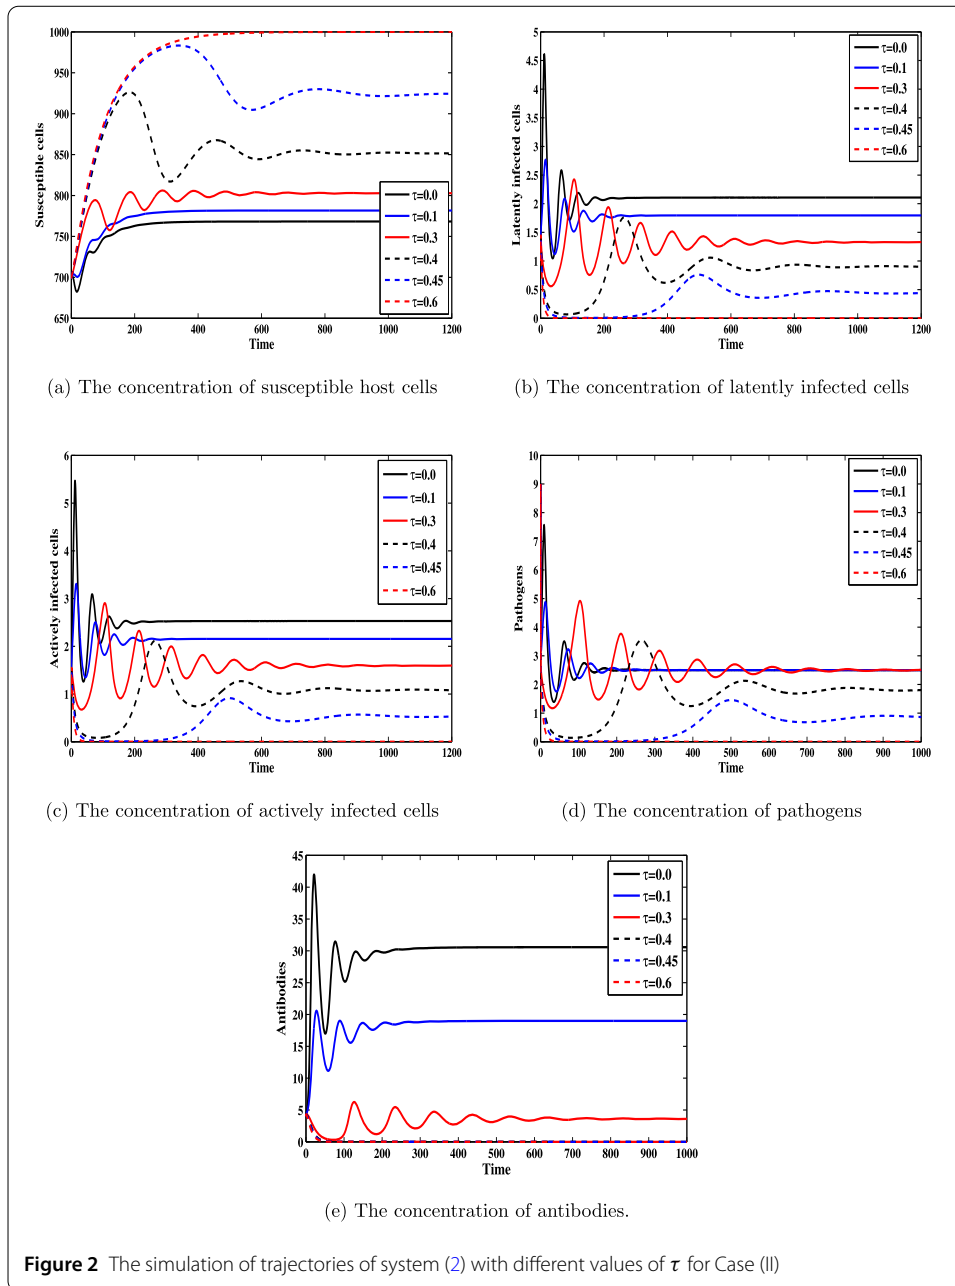 1000
950
900
850
800
750
700
650
Susceptible cells
0 200 400 600 800 1000 1200
Time
τ=0.0
τ=0.1
τ=0.3
τ=0.4
τ=0.45
τ=0.6
(a) The concentration of susceptible host cells
5
4.5
4
3.5
3
2.5
2
1.5
1
0.5
0
Latently infected cells
0 200 400 600 800 1000 1200
Time
τ=0.0
τ=0.1
τ=0.3
τ=0.4
τ=0.45
τ=0.6
(b) The concentration of latently infected cells
6
5
4
3
2
1
0
Actively infected cells
0 200 400 600 800 1000 1200
Time
τ=0.0
τ=0.1
τ=0.3
τ=0.4
τ=0.45
τ=0.6
(c) The concentration of actively infected cells
10
9
8
7
6
5
4
3
2
1
0
Pathogens
0 100 200 300 400 500 600 700 800 900 1000
Time
τ=0.0
τ=0.1
τ=0.3
τ=0.4
τ=0.45
τ=0.6
(d) The concentration of pathogens
45
40
35
30
25
20
15
10
5
0
Antibodies
0 100 200 300 400 500 600 700 800 900 1000
Time
τ=0.0
τ=0.1
τ=0.3
τ=0.4
τ=0.45
τ=0.6
(e) The concentration of antibodies.
Figure 2 The simulation of trajectories of system (2) with different values of τ for Case (II)